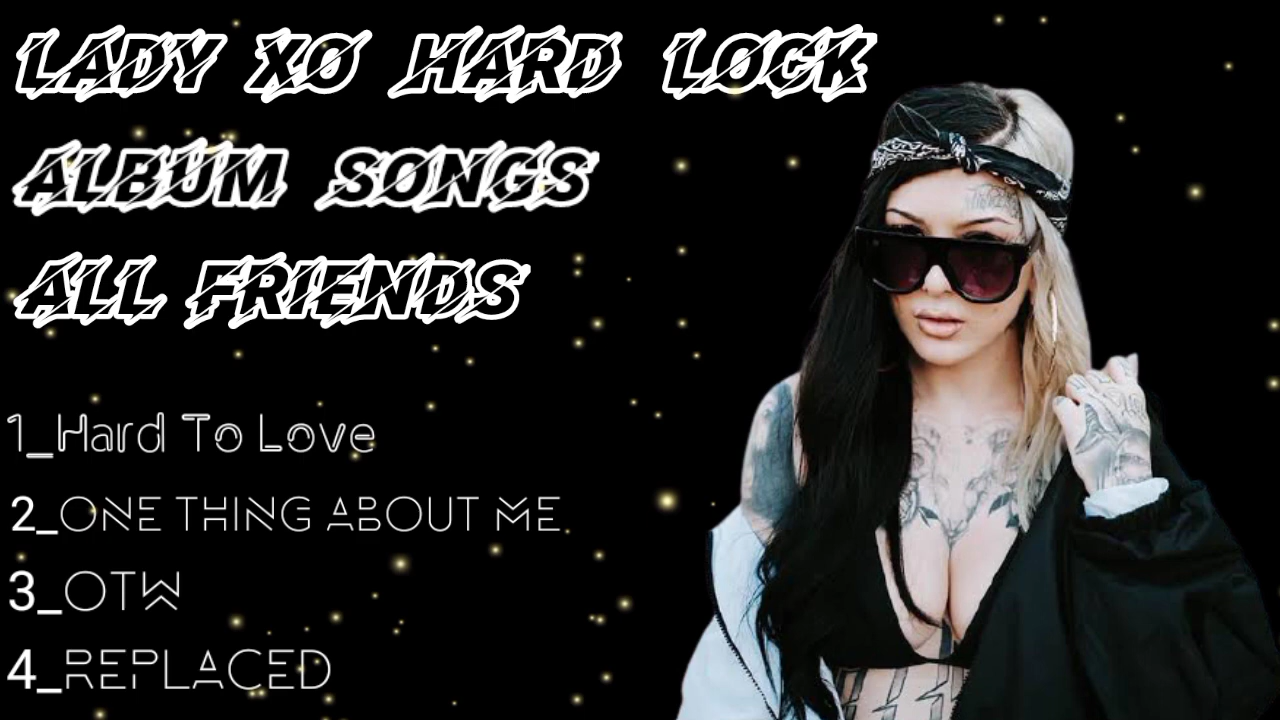 LADY XO HARD LOCK
ALBUM SONGS
ALL FRIENDS
1_Hard To Love
2_ONE THING ABOUT ME
3_OTW
4_REPLACED